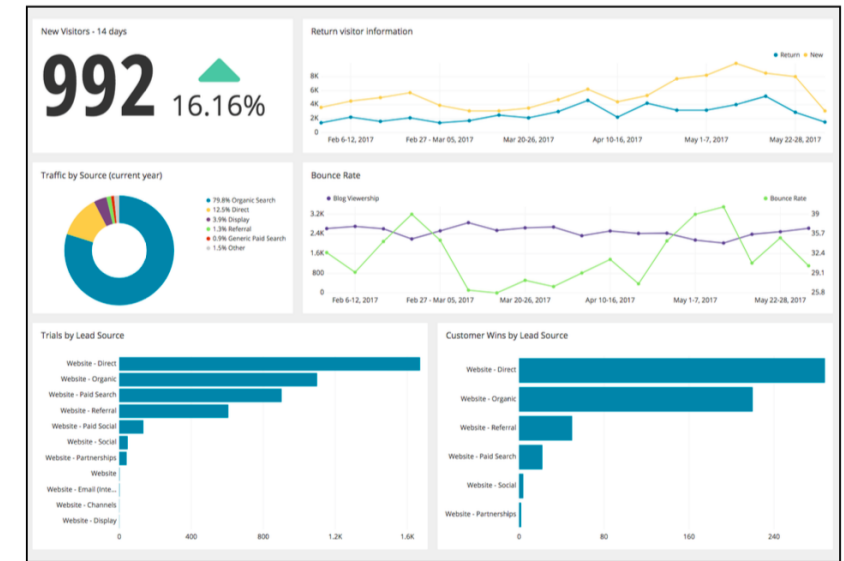 New Visitors - 14 days
992
16.16%
Return visitor information
Return New
8K
6K
4K
2K
0
Feb 6-12, 2017 Feb 27 - Mar 05, 2017 Mar 20-26, 2017 Apr 10-16, 2017 May 1-7, 2017 May 22-28, 2017
Traffic by Source (current year)
79.8% Organic Search
12.5% Direct
3.9% Display
1.3% Referral
0.9% Generic Paid Search
1.5% Other
Bounce Rate
Blog Viewership Bounce Rate
3.2K 39
2.4K 35.7
1.6K 32.4
800 29.1
0 25.8
Feb 6-12, 2017 Feb 27 - Mar 05, 2017 Mar 20-26, 2017 Apr 10-16, 2017 May 1-7, 2017 May 22-28, 2017
Trials by Lead Source
Website - Direct
Website - Organic
Website - Paid Search
Website - Referral
Website - Paid Social
Website - Social
Website - Partnerships
Website
Website - Email (Inte...
Website - Channels
Website - Display
0 400 800 1.2K 1.6K
Customer Wins by Lead Source
Website - Direct
Website - Organic
Website - Referral
Website - Paid Search
Website - Social
Website - Partnerships
0 80 160 240